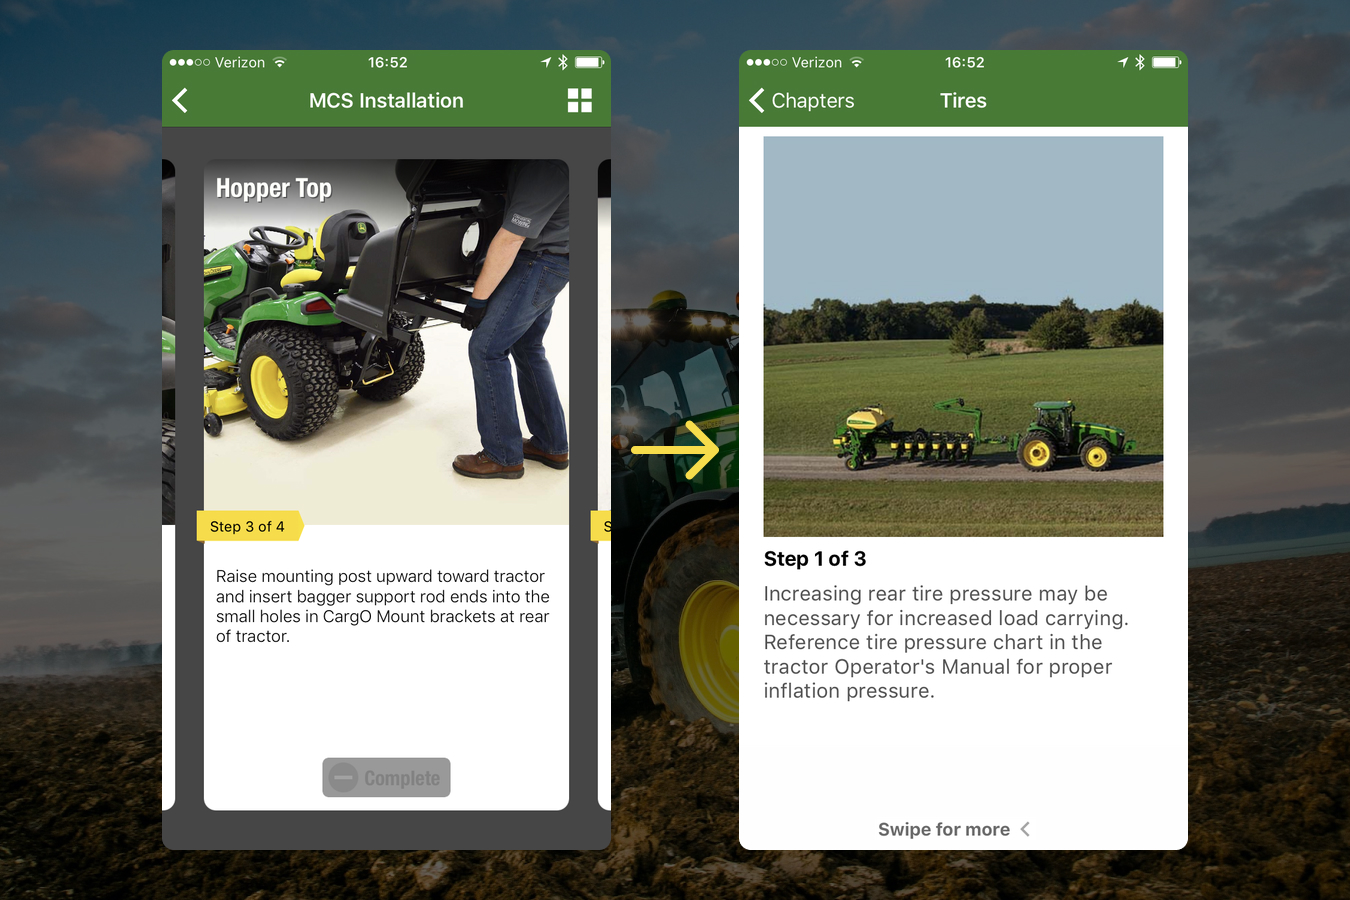 Verizon
16:52
MCS Installation
Hopper Top
Step 3 of 4
S
Raise mounting post upward toward tractor
and insert bagger support rod ends into the
small holes in CargO Mount brackets at rear
of tractor.
Complete
Verizon
16:52
Chapters
Tires
Step 1 of 3
Increasing rear tire pressure may be
necessary for increased load carrying.
Reference tire pressure chart in the
tractor Operator's Manual for proper
inflation pressure.
Swipe for more